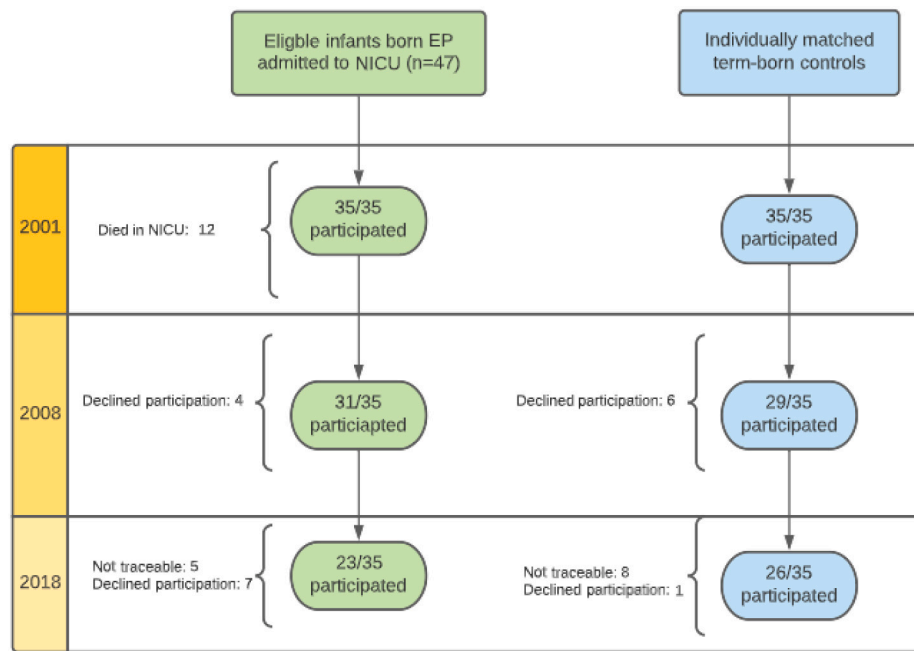 Eligble infants born EP
admitted to NICU (n=47)
Individually matched
term-born controls
2001
Died in NICU: 12
35/35
participated
35/35
participated
2008
Declined participation: 4
31/35
particiapted
Declined participation: 6
29/35
participated
2018
Not traceable: 5
Declined participation: 7
23/35
participated
Not traceable: 8
Declined participation: 1
26/35
participated